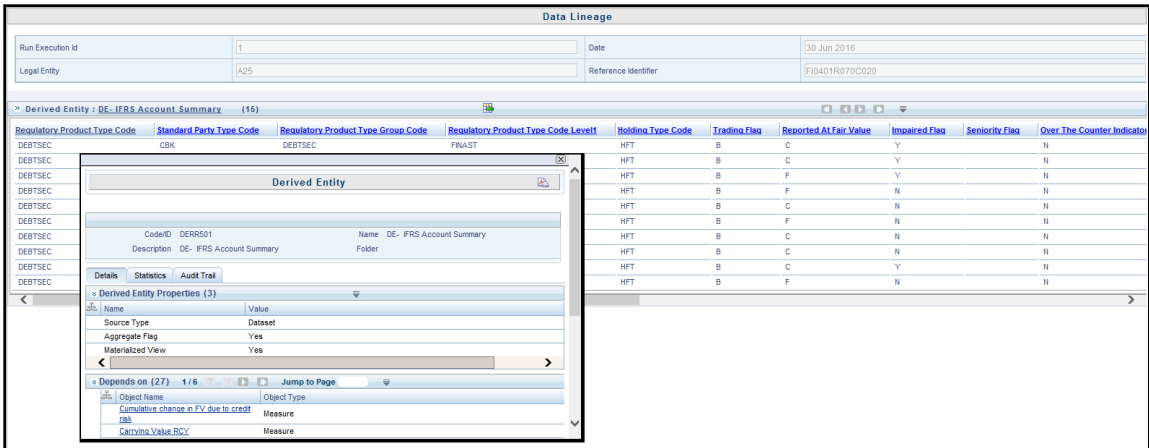 Data Lineage
Run Execution Id 1 Date 30 Jun 2016
Legal Entity A25 Reference Identifier FI0401R070C020
» Derived Entity : DE- IFRS Account Summary (15)
Regulatory Product Type Code Standard Party Type Code Regulatory Product Type Group Code Regulatory Product Type Code Level1 Holding Type Code Trading Flag Reported At Fair Value Impaired Flag Seniority Flag Over The Counter Indicator
DEBTSEC CBK DEBTSEC FINAST HFT B C Y N
DEBTSEC HFT B C Y N
DEBTSEC HFT B F Y N
DEBTSEC HFT B F N N
DEBTSEC HFT B C N N
DEBTSEC HFT B F N N
DEBTSEC HFT B C N N
DEBTSEC HFT B C N N
DEBTSEC HFT B C Y N
DEBTSEC HFT B F N N
Derived Entity
Code/ID DERR501 Name DE- IFRS Account Summary
Description DE- IFRS Account Summary Folder
Details Statistics Audit Trail
Derived Entity Properties (3)
Name Value
Source Type Dataset
Aggregate Flag Yes
Materialized View Yes
Depends on (27) 1/6 Jump to Page
Object Name Object Type
Cumulative change in FV due to credit
risk Measure
Carrying Value RCY Measure